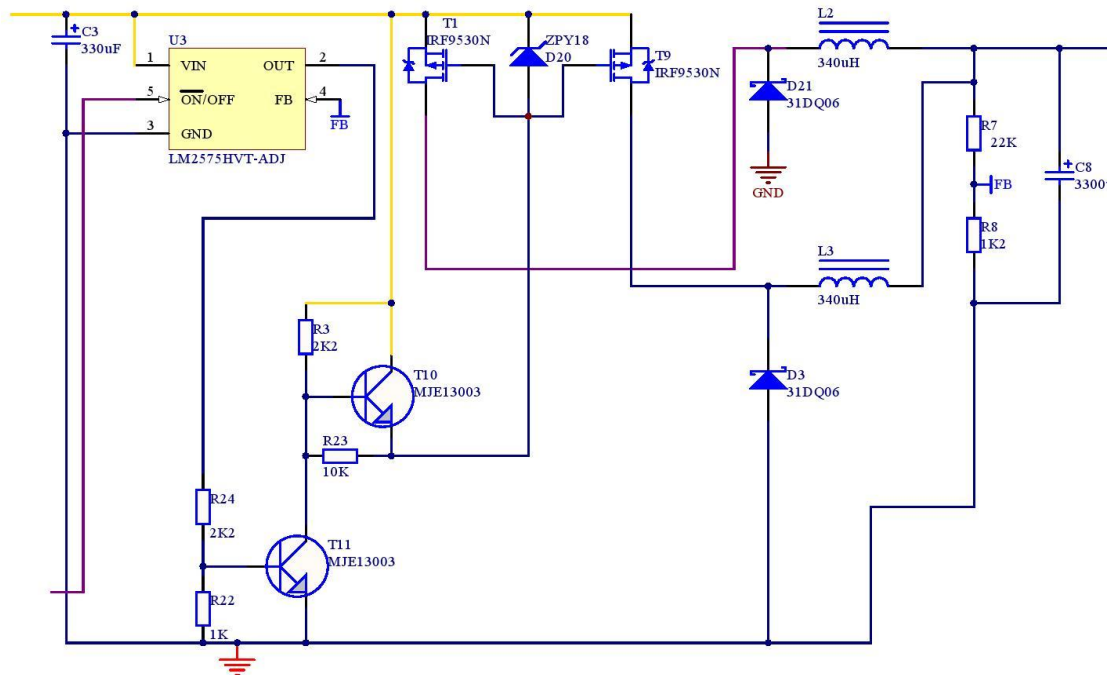 C3
330uF
U3
1
VIN
OUT
2
5
ON/OFF
FB
4
3
GND
FB
LM2575HVT-ADJ
T1
IRF9530N
ZPY18
D20
T9
IRF9530N
L2
340uH
D21
31DQ06
GND
R7
22K
FB
C8
R8
1K2
L3
340uH
D3
31DQ06
R3
2K2
T10
MJE13003
R23
10K
R24
2K2
T11
MJE13003
R22
1K